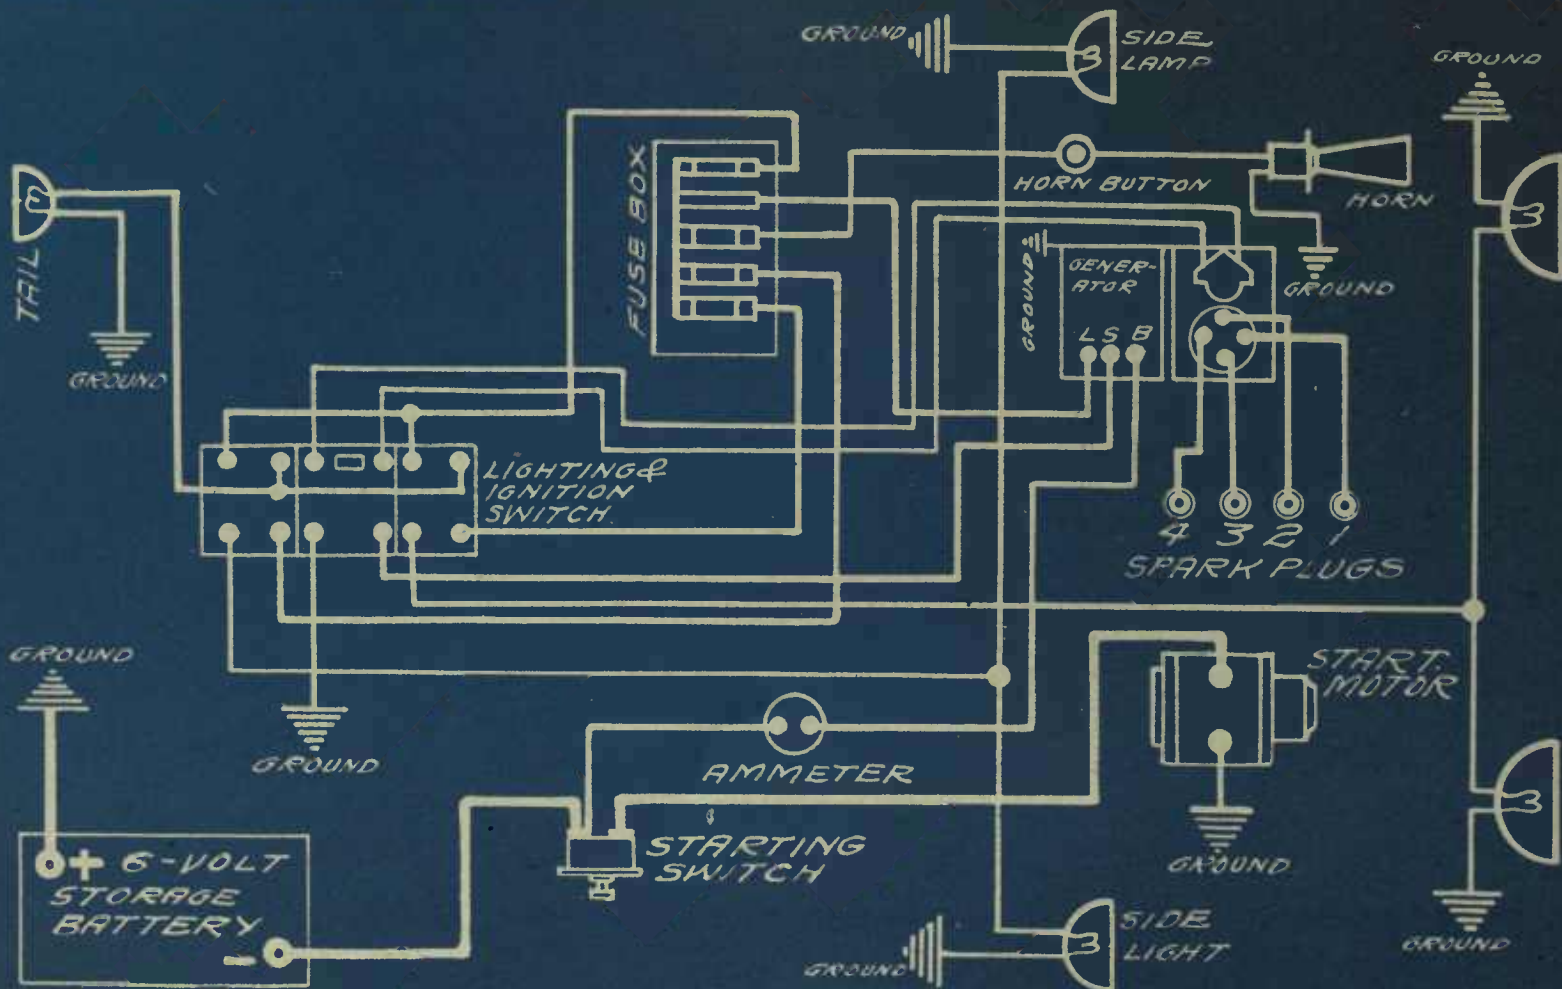 GROUND
SIDE
LAMP
GROUND
FUSE BOX
HORN BUTTON
HORN
TAIL
GROUND
GROUND
GENER-
ATOR
GROUND
L S B
LIGHTING &
IGNITION
SWITCH
4 3 2 1
SPARK PLUGS
GROUND
START.
MOTOR
GROUND
AMMETER
+ 6-VOLT
STORAGE
BATTERY
-
STARTING
SWITCH
GROUND
SIDE
LIGHT
GROUND
GROUND